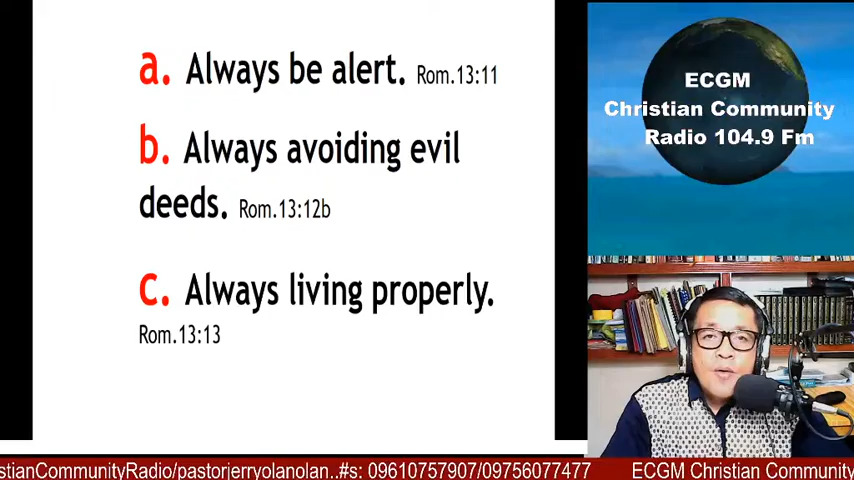 a. Always be alert. Rom.13:11
b. Always avoiding evil
deeds. Rom.13:12b
c. Always living properly.
Rom.13:13
ECGM
Christian Community
Radio 104.9 Fm
stianCommunityRadio/pastorjerryolanolan..#s: 09610757907/09756077477 ECGM Christian Community